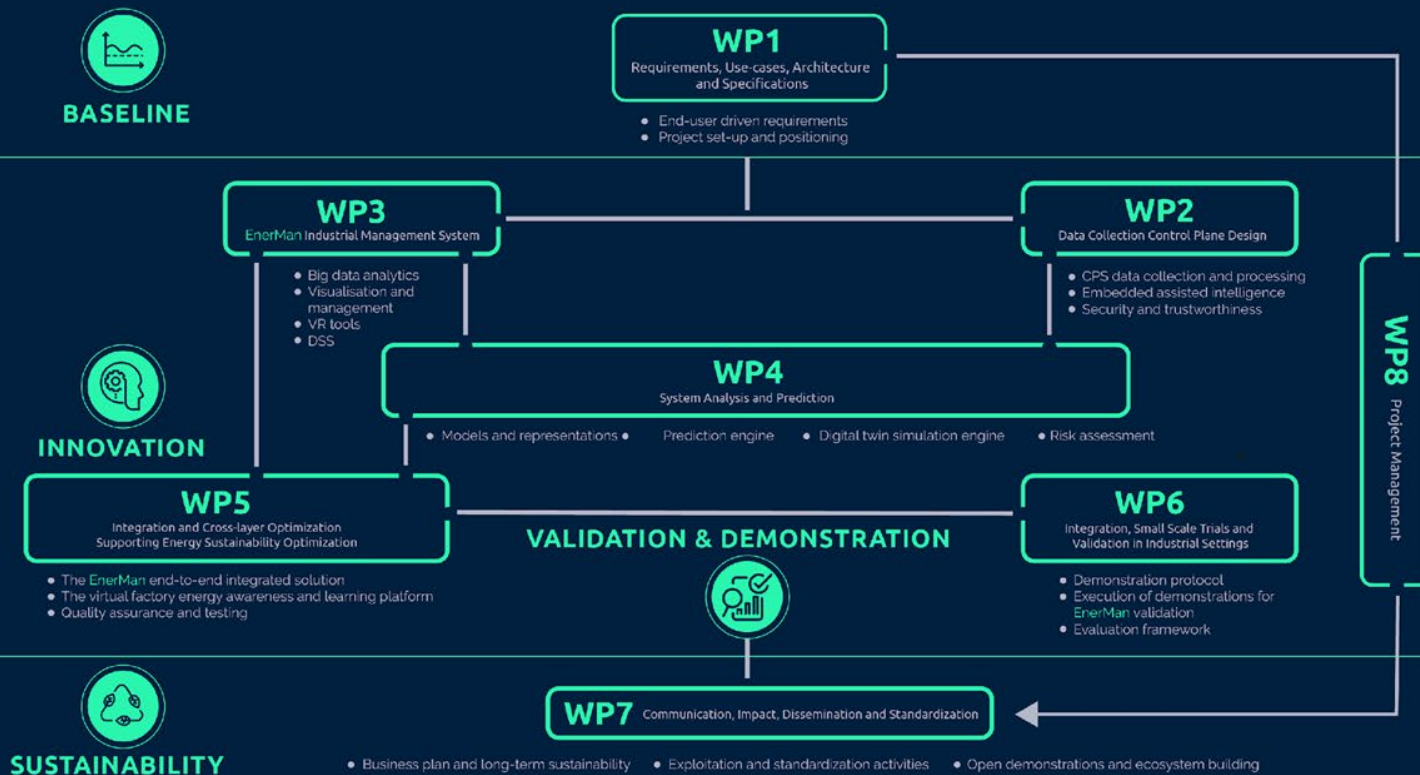 BASELINE
WP1
Requirements, Use-cases, Architecture
and Specifications
● End-user driven requirements
● Project set-up and positioning
WP3
EnerMan Industrial Management System
● Big data analytics
● Visualisation and
management
● VR tools
● DSS
WP2
Data Collection Control Plane Design
● CPS data collection and processing
● Embedded assisted intelligence
● Security and trustworthiness
WP8
Project Management
INNOVATION
WP4
System Analysis and Prediction
● Models and representations ● Prediction engine ● Digital twin simulation engine ● Risk assessment
WP5
Integration and Cross-layer Optimization
Supporting Energy Sustainability Optimization
● The EnerMan end-to-end integrated solution
● The virtual factory energy awareness and learning platform
● Quality assurance and testing
VALIDATION & DEMONSTRATION
WP6
Integration, Small Scale Trials and
Validation in Industrial Settings
● Demonstration protocol
● Execution of demonstrations for
EnerMan validation
● Evaluation framework
SUSTAINABILITY
WP7 Communication, Impact, Dissemination and Standardization
● Business plan and long-term sustainability ● Exploitation and standardization activities ● Open demonstrations and ecosystem building